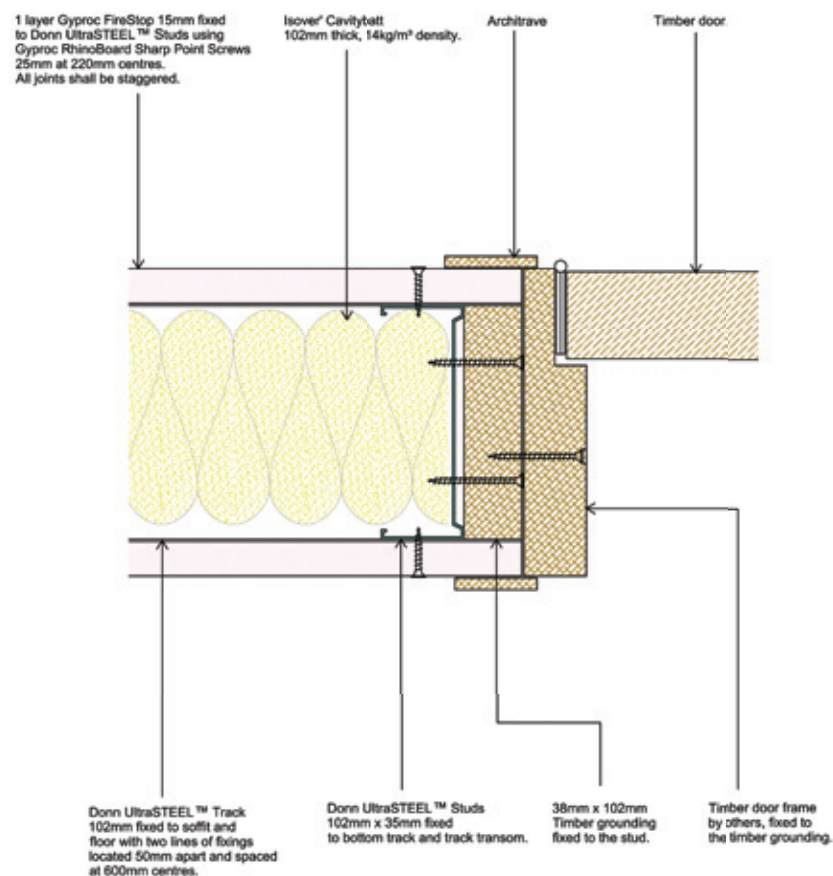 1 layer Gyproc FireStop 15mm fixed
to Donn UltraSTEEL™ Studs using
Gyproc RhinoBoard Sharp Point Screws
25mm at 220mm centres.
All joints shall be staggered.
Isover' Cavitybatt
102mm thick, 14kg/m³ density.
Architrave
Timber door
Donn UltraSTEEL™ Track
102mm fixed to soffit and
floor with two lines of fixings
located 50mm apart and spaced
at 600mm centres.
Donn UltraSTEEL™ Studs
102mm x 35mm fixed
to bottom track and track transom.
38mm x 102mm
Timber grounding
fixed to the stud.
Timber door frame
by others, fixed to
the timber grounding.